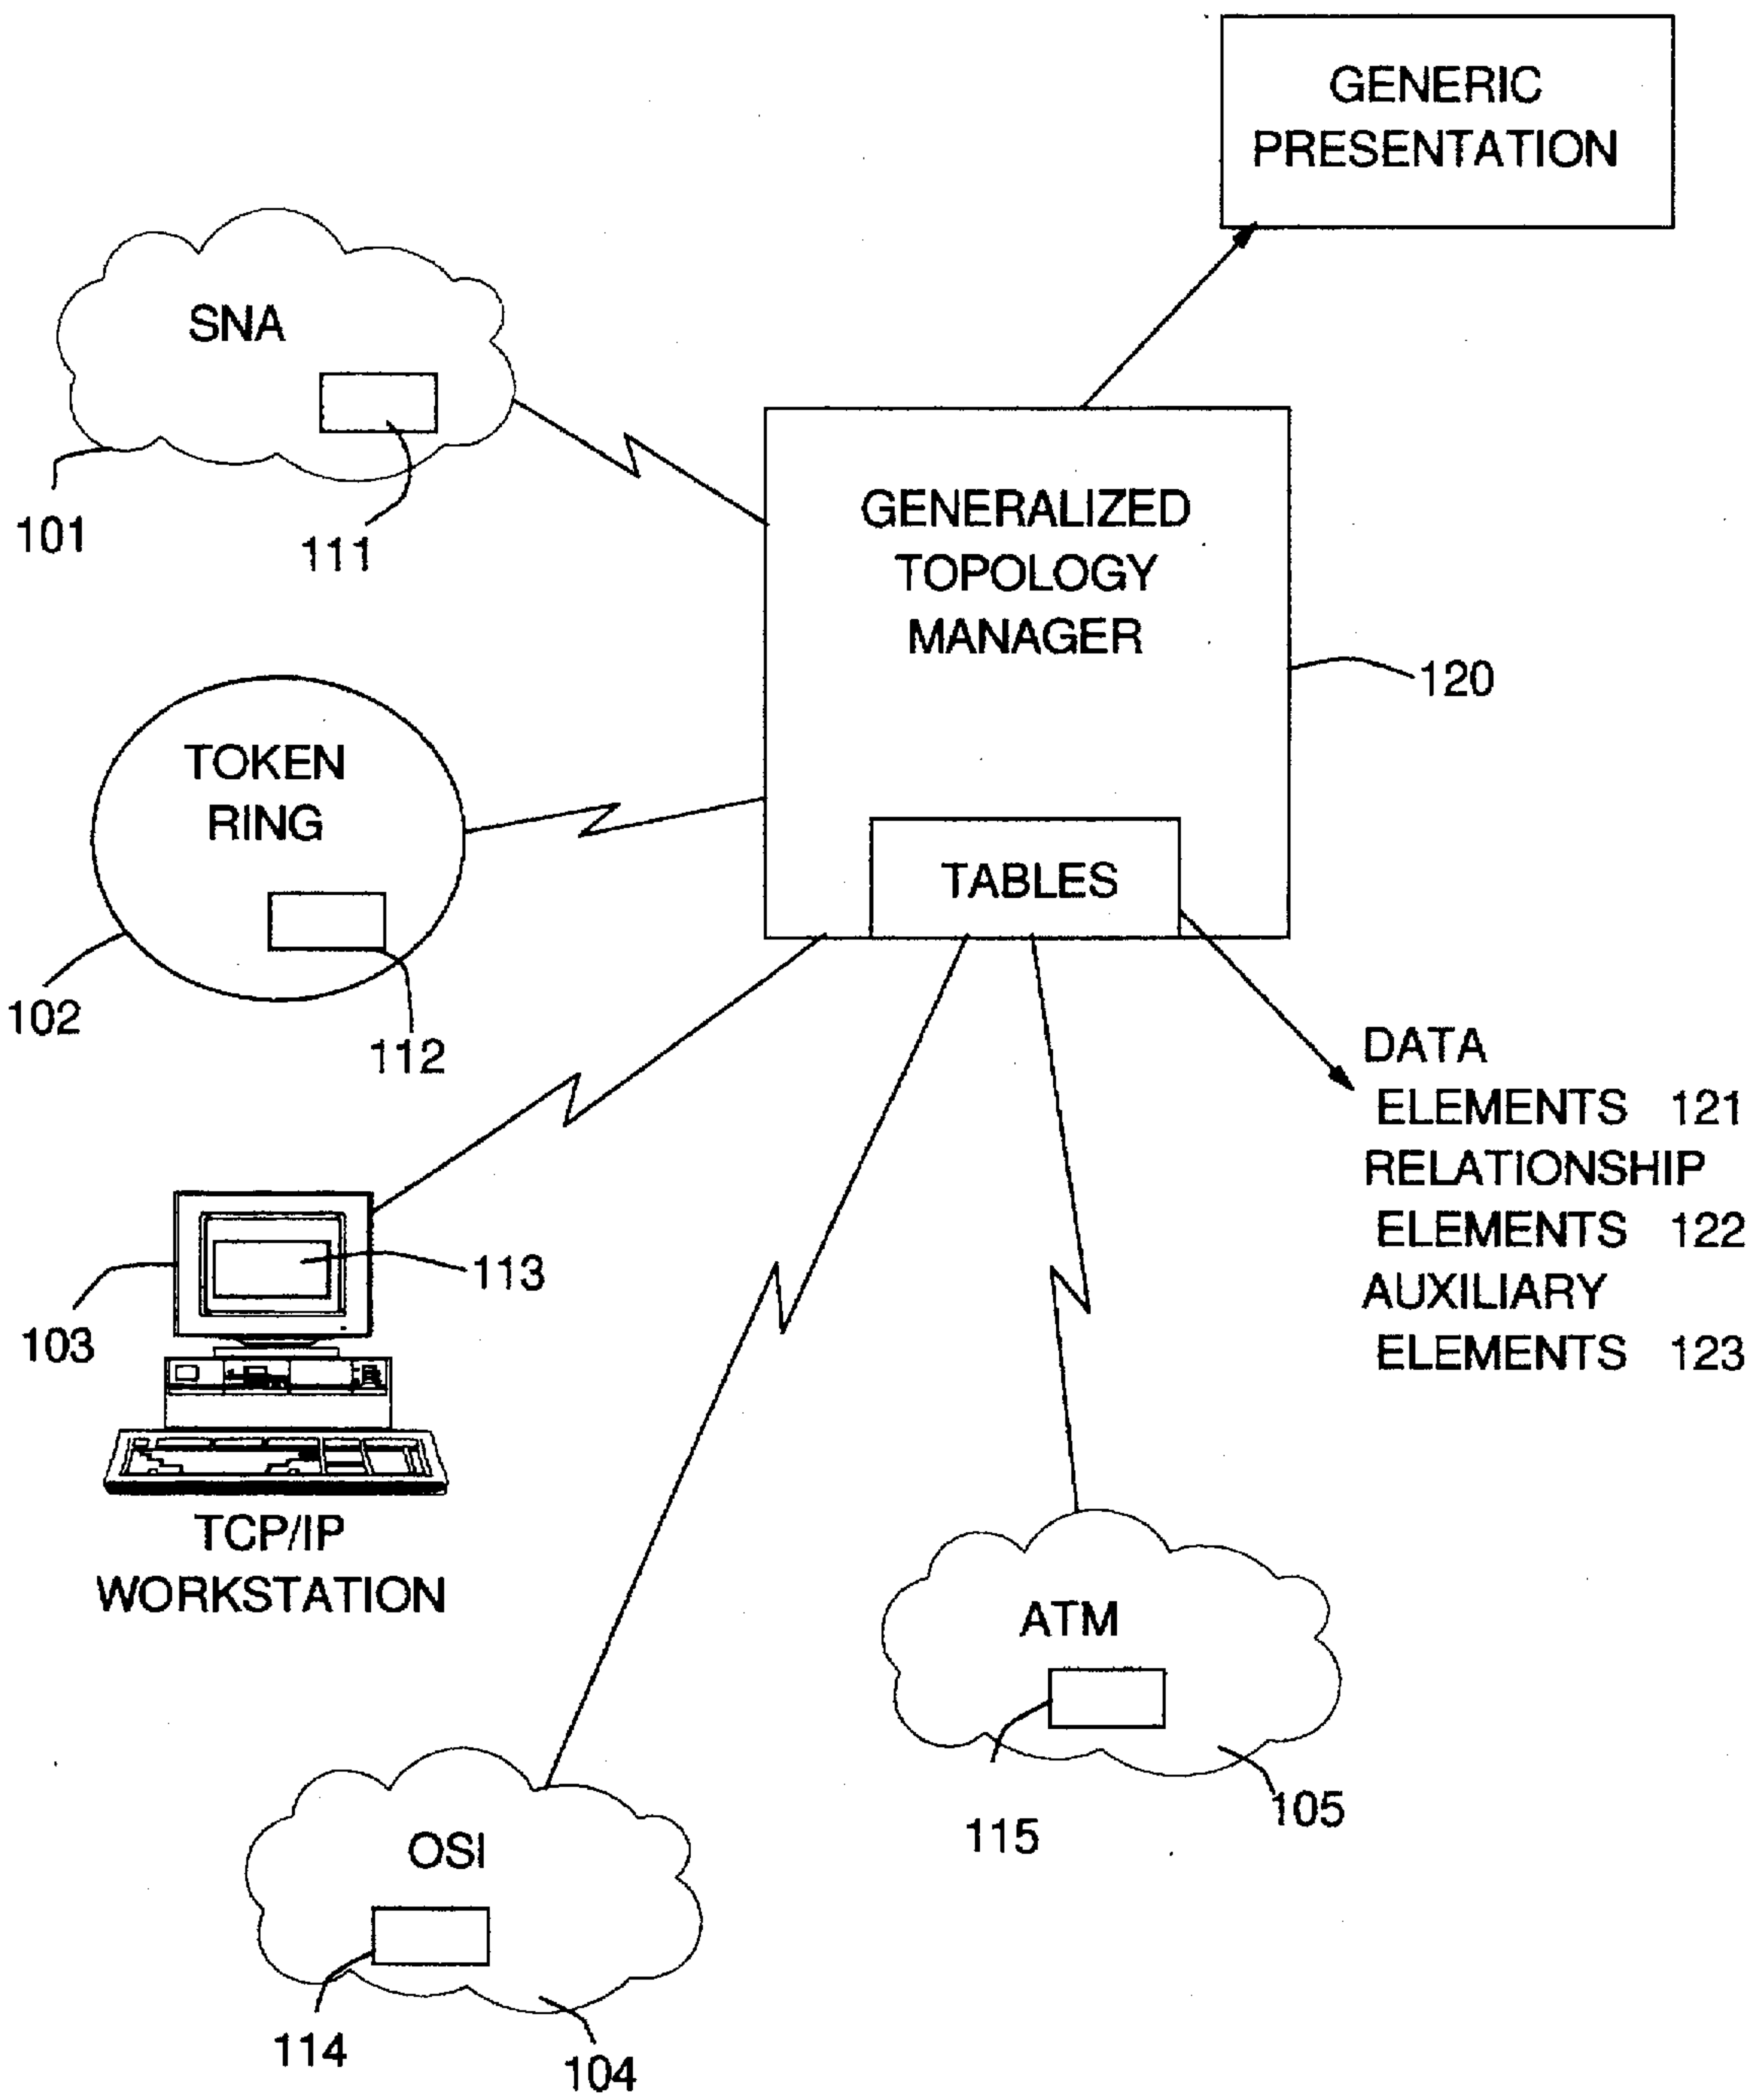 GENERIC
PRESENTATION
SNA
101
111
GENERALIZED
TOPOLOGY
MANAGER
120
TOKEN
RING
102
112
TABLES
DATA
ELEMENTS 121
RELATIONSHIP
ELEMENTS 122
AUXILIARY
ELEMENTS 123
113
103
TCP/IP
WORKSTATION
ATM
115
105
OSI
114
104